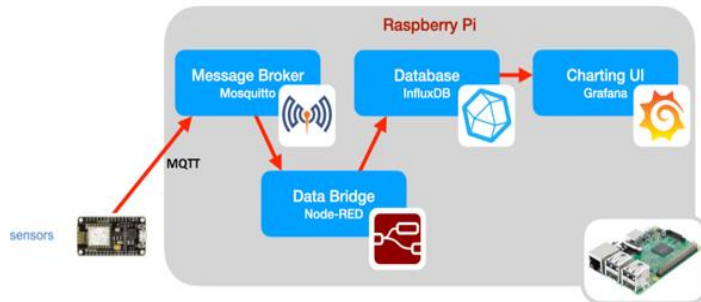 Raspberry Pi
Message Broker
Mosquitto
Database
InfluxDB
Charting UI
Grafana
MQTT
Data Bridge
Node-RED
sensors